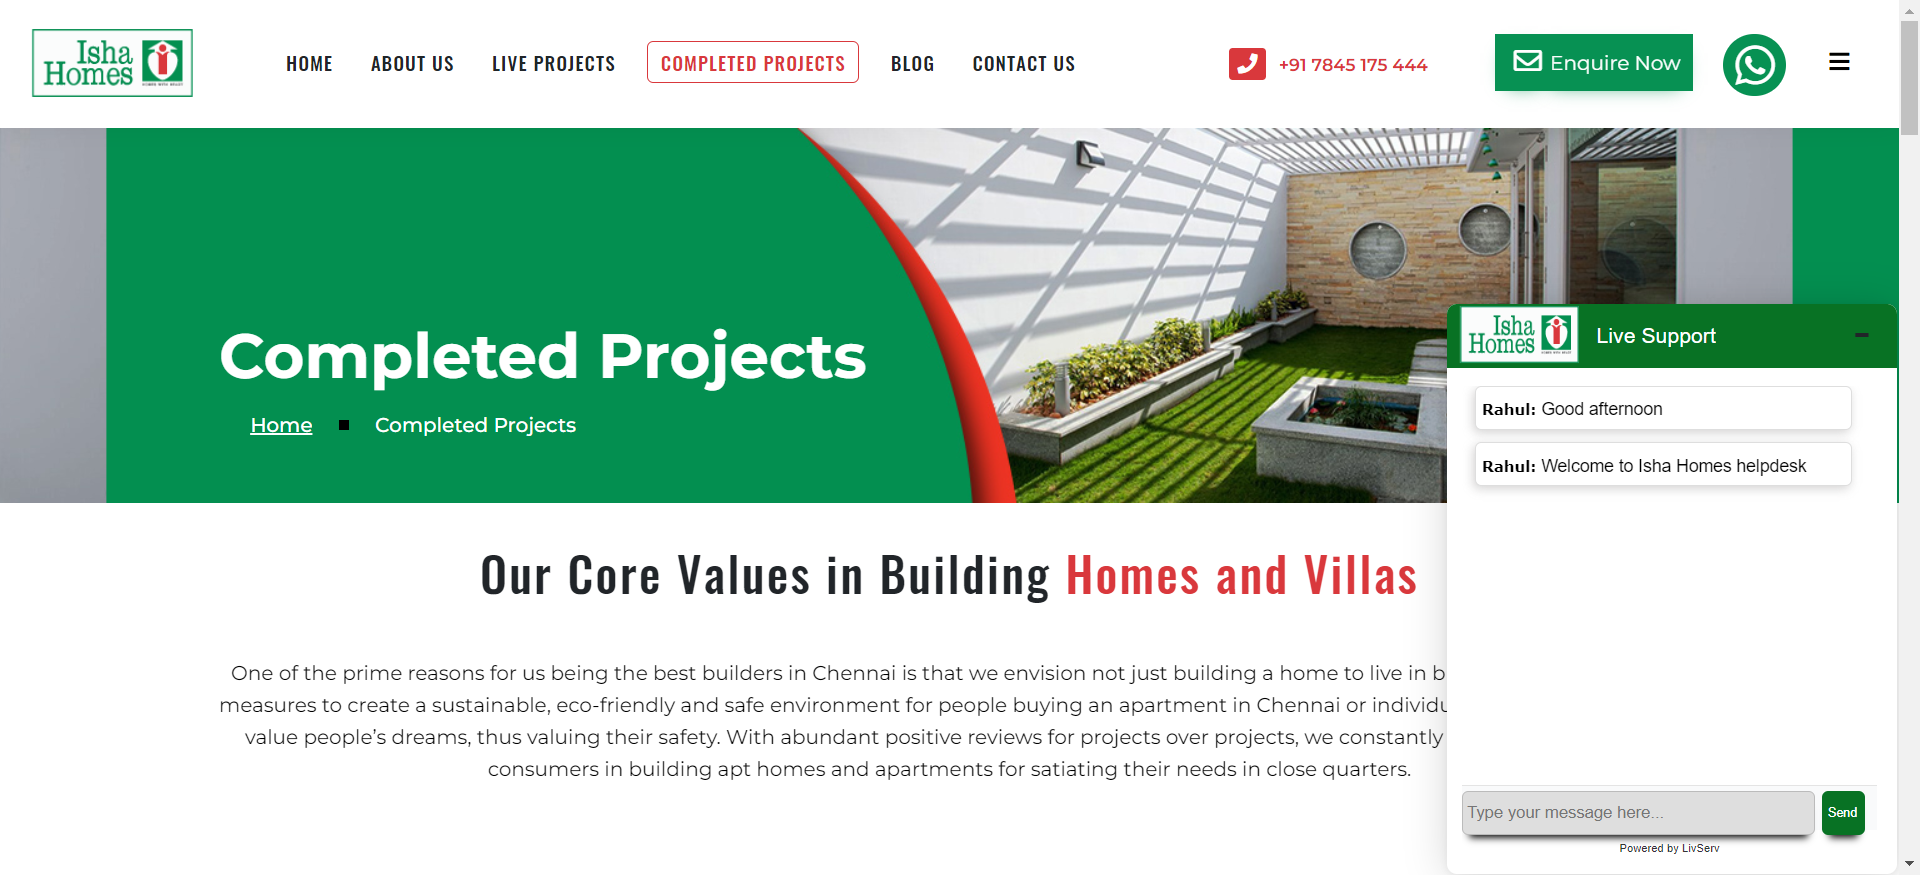 Isha
Homes
HOME
ABOUT US
LIVE PROJECTS
COMPLETED PROJECTS
BLOG
CONTACT US
+91 7845 175 444
Enquire Now
Completed Projects
Home
Completed Projects
Our Core Values in Building Homes and Villas
One of the prime reasons for us being the best builders in Chennai is that we envision not just building a home to live in b
measures to create a sustainable, eco-friendly and safe environment for people buying an apartment in Chennai or individu
value people's dreams, thus valuing their safety. With abundant positive reviews for projects over projects, we constantly
consumers in building apt homes and apartments for satiating their needs in close quarters.
Isha
Homes
Live Support
Rahul: Good afternoon
Rahul: Welcome to Isha Homes helpdesk
Type your message here...
Send
Powered by LivServ